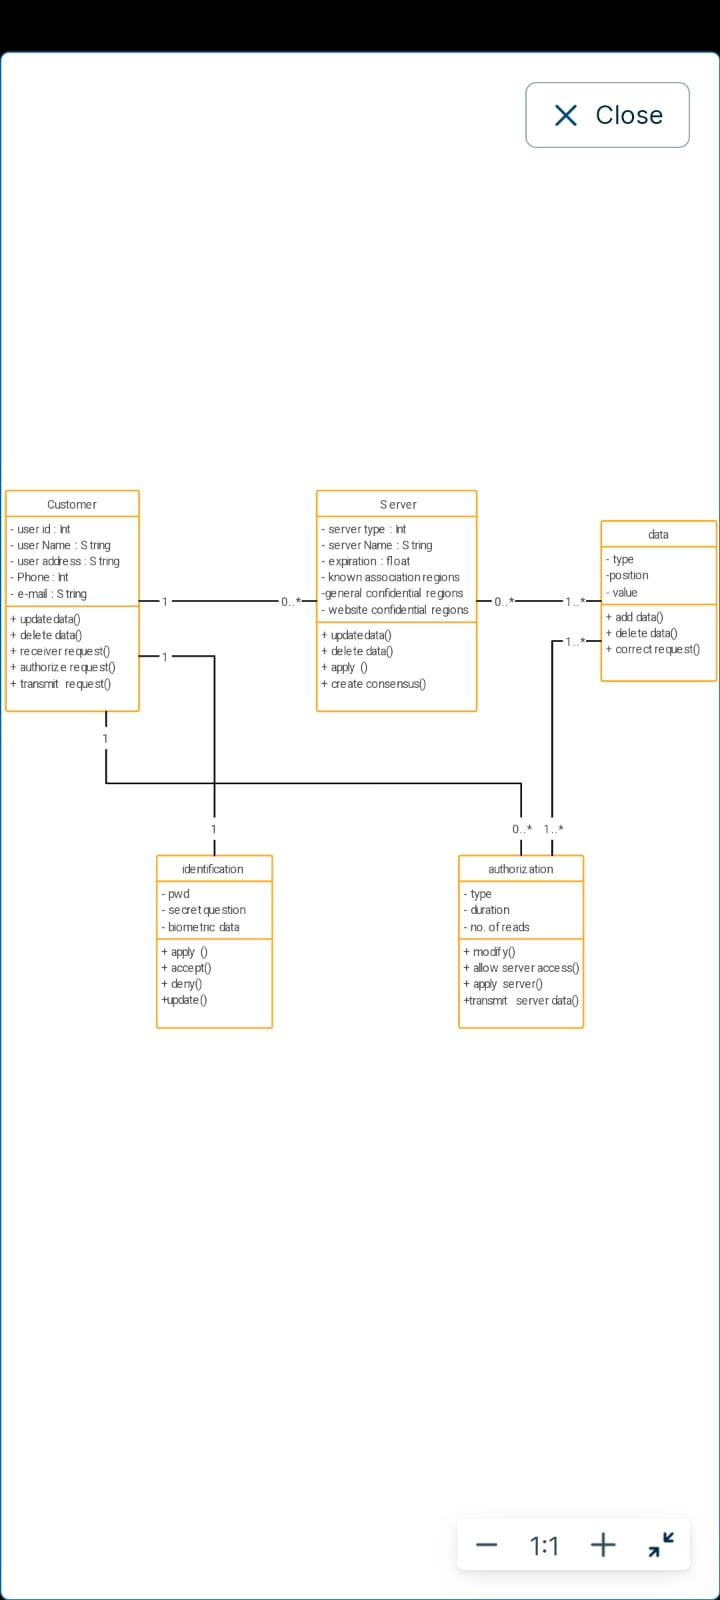 Close
Customer
- user id : Int
- user Name : String
- user address : String
- Phone : Int
- e-mail : String
+ update data()
+ delete data()
+ receiver request()
+ authorize request()
+ transmit request()
1
0..*
Server
- server type : Int
- server Name : String
- expiration : float
- known association regions
-general confidential regions
- website confidential regions
+ update data()
+ delete data()
+ apply ()
+ create consensus()
0..*
1..*
data
- type
-position
- value
+ add data()
+ delete data()
+ correct request()
1..*
1
1
1
0..*
1..*
identification
- pwd
- secret question
- biometric data
+ apply ()
+ accept()
+ deny()
+update()
authorization
- type
- duration
- no. of reads
+ modify()
+ allow server access()
+ apply server()
+transmit server data()
1:1